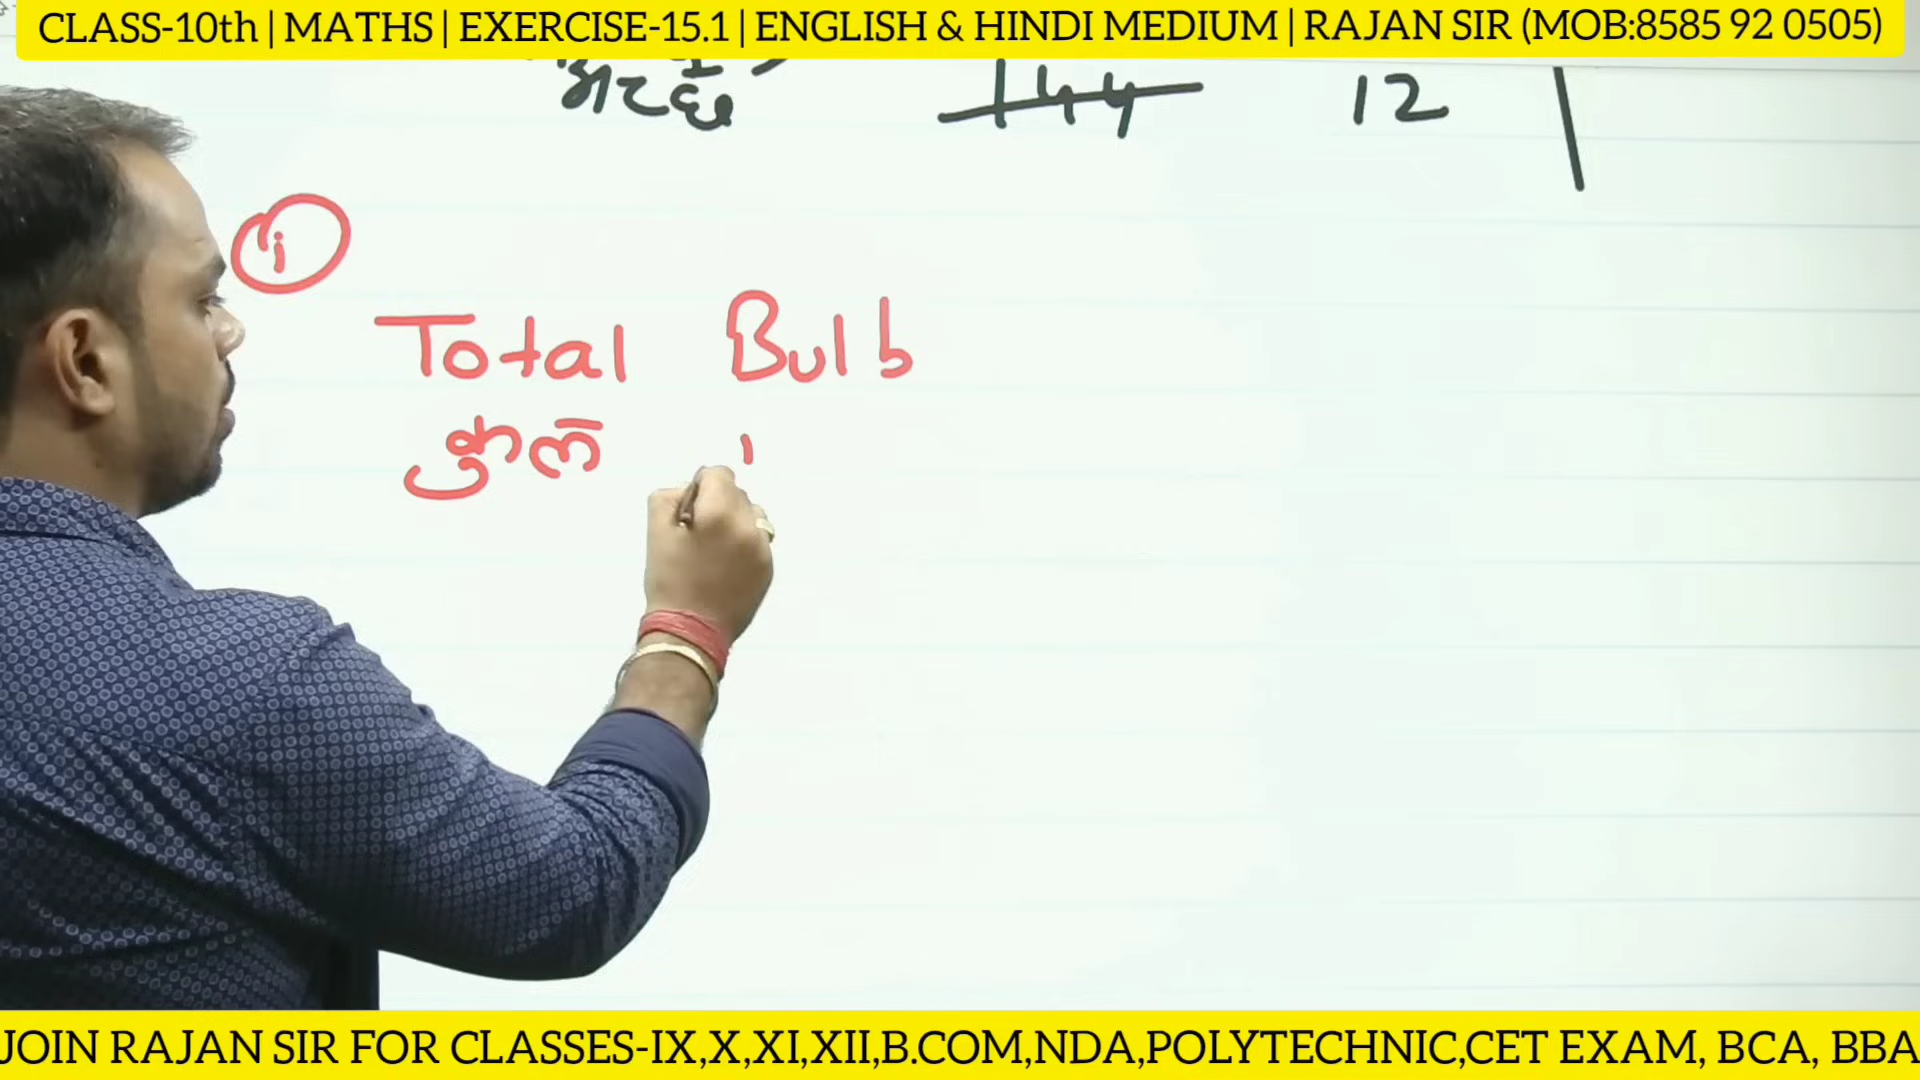 CLASS-10th | MATHS | EXERCISE-15.1 | ENGLISH & HINDI MEDIUM | RAJAN SIR (MOB:8585 92 0505)
144 12
i
Total Bulb
कुल
JOIN RAJAN SIR FOR CLASSES-IX,X,XI,XII,B.COM,NDA,POLYTECHNIC,CET EXAM, BCA, BBA